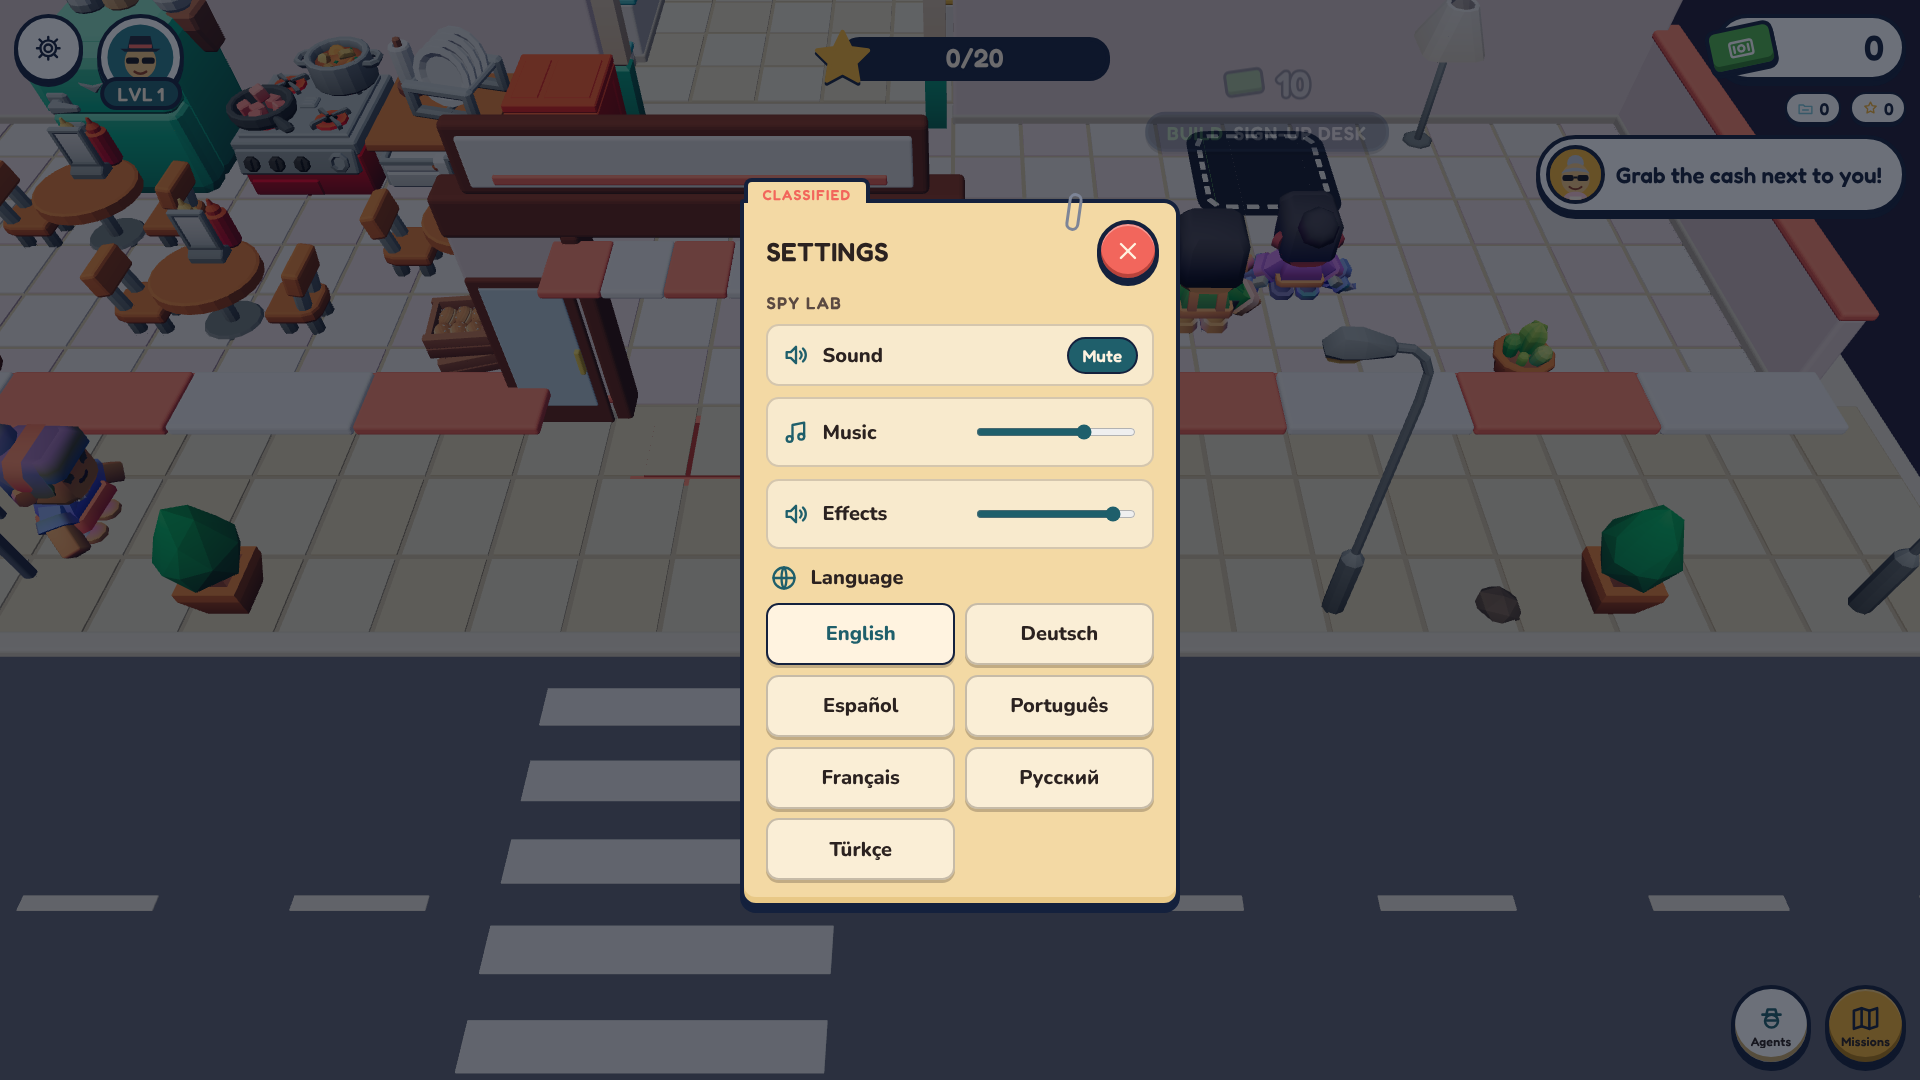 LVL 1
0/20
10
BUILD SIGN-UP DESK
0
0
0
Grab the cash next to you!
CLASSIFIED
SETTINGS
SPY LAB
Sound
Mute
Music
Effects
Language
English
Deutsch
Español
Português
Français
Русский
Türkçe
Agents
Missions